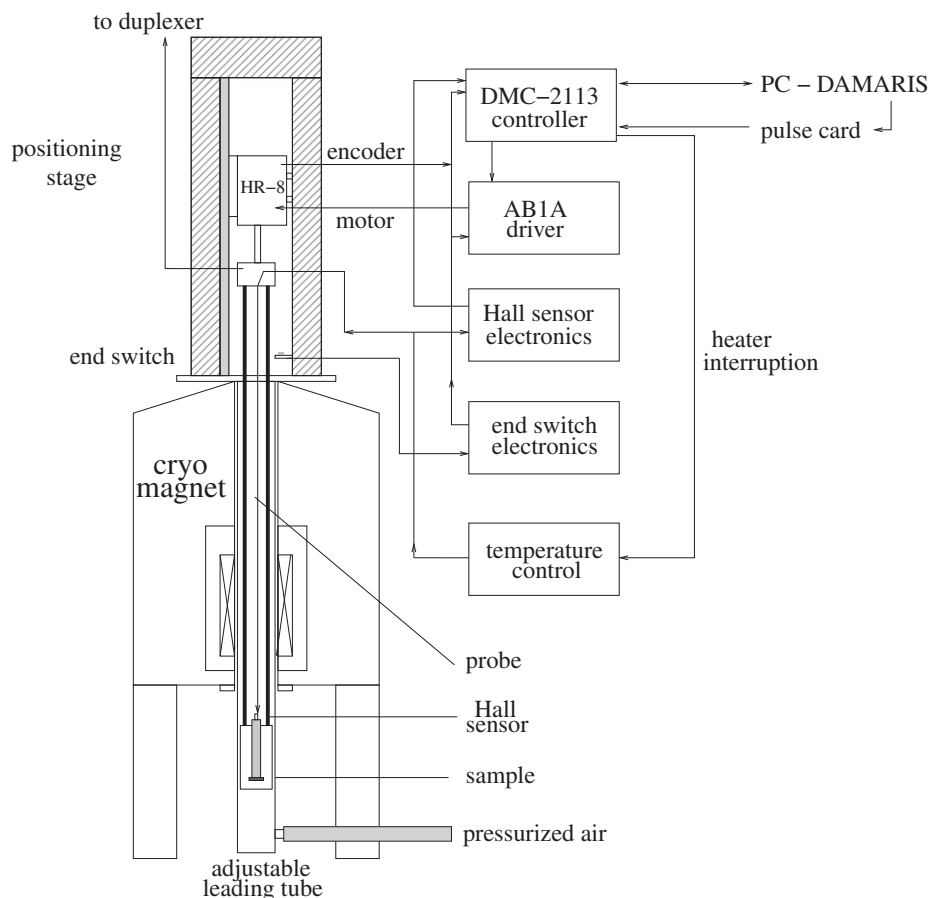 to duplexer
positioning
stage
HR−8
encoder
motor
DMC−2113
controller
PC − DAMARIS
pulse card
AB1A
driver
Hall sensor
electronics
heater
interruption
end switch
end switch
electronics
cryo
magnet
temperature
control
probe
Hall
sensor
sample
pressurized air
adjustable
leading tube